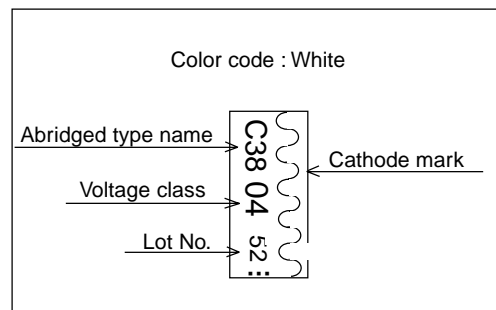 Color code : White
Abridged type name
Voltage class
Lot No.
C38 04 52
Cathode mark